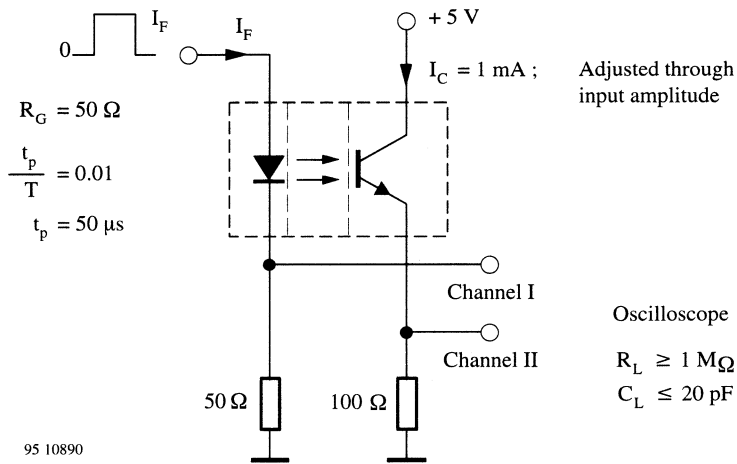 I_F
0
I_F
+ 5 V
I_C = 1 mA ;
Adjusted through
input amplitude
R_G = 50 Ω
t_p
T
= 0.01
t_p = 50 µs
Channel I
Channel II
Oscilloscope
R_L ≥ 1 MΩ
C_L ≤ 20 pF
50 Ω
100 Ω
95 10890